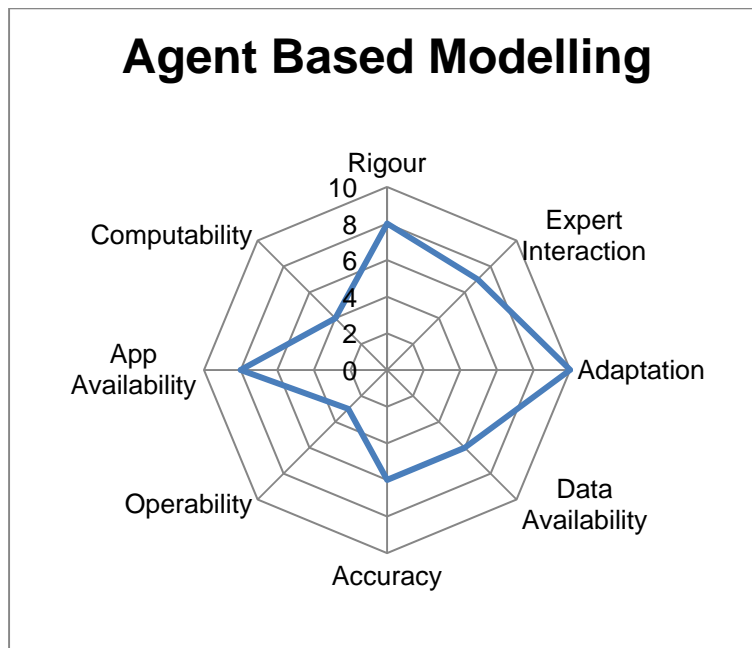 Agent Based Modelling
Rigour
10
Expert
Interaction
8
Computability
6
4
2
App
Availability
0
Adaptation
Operability
Data
Availability
Accuracy